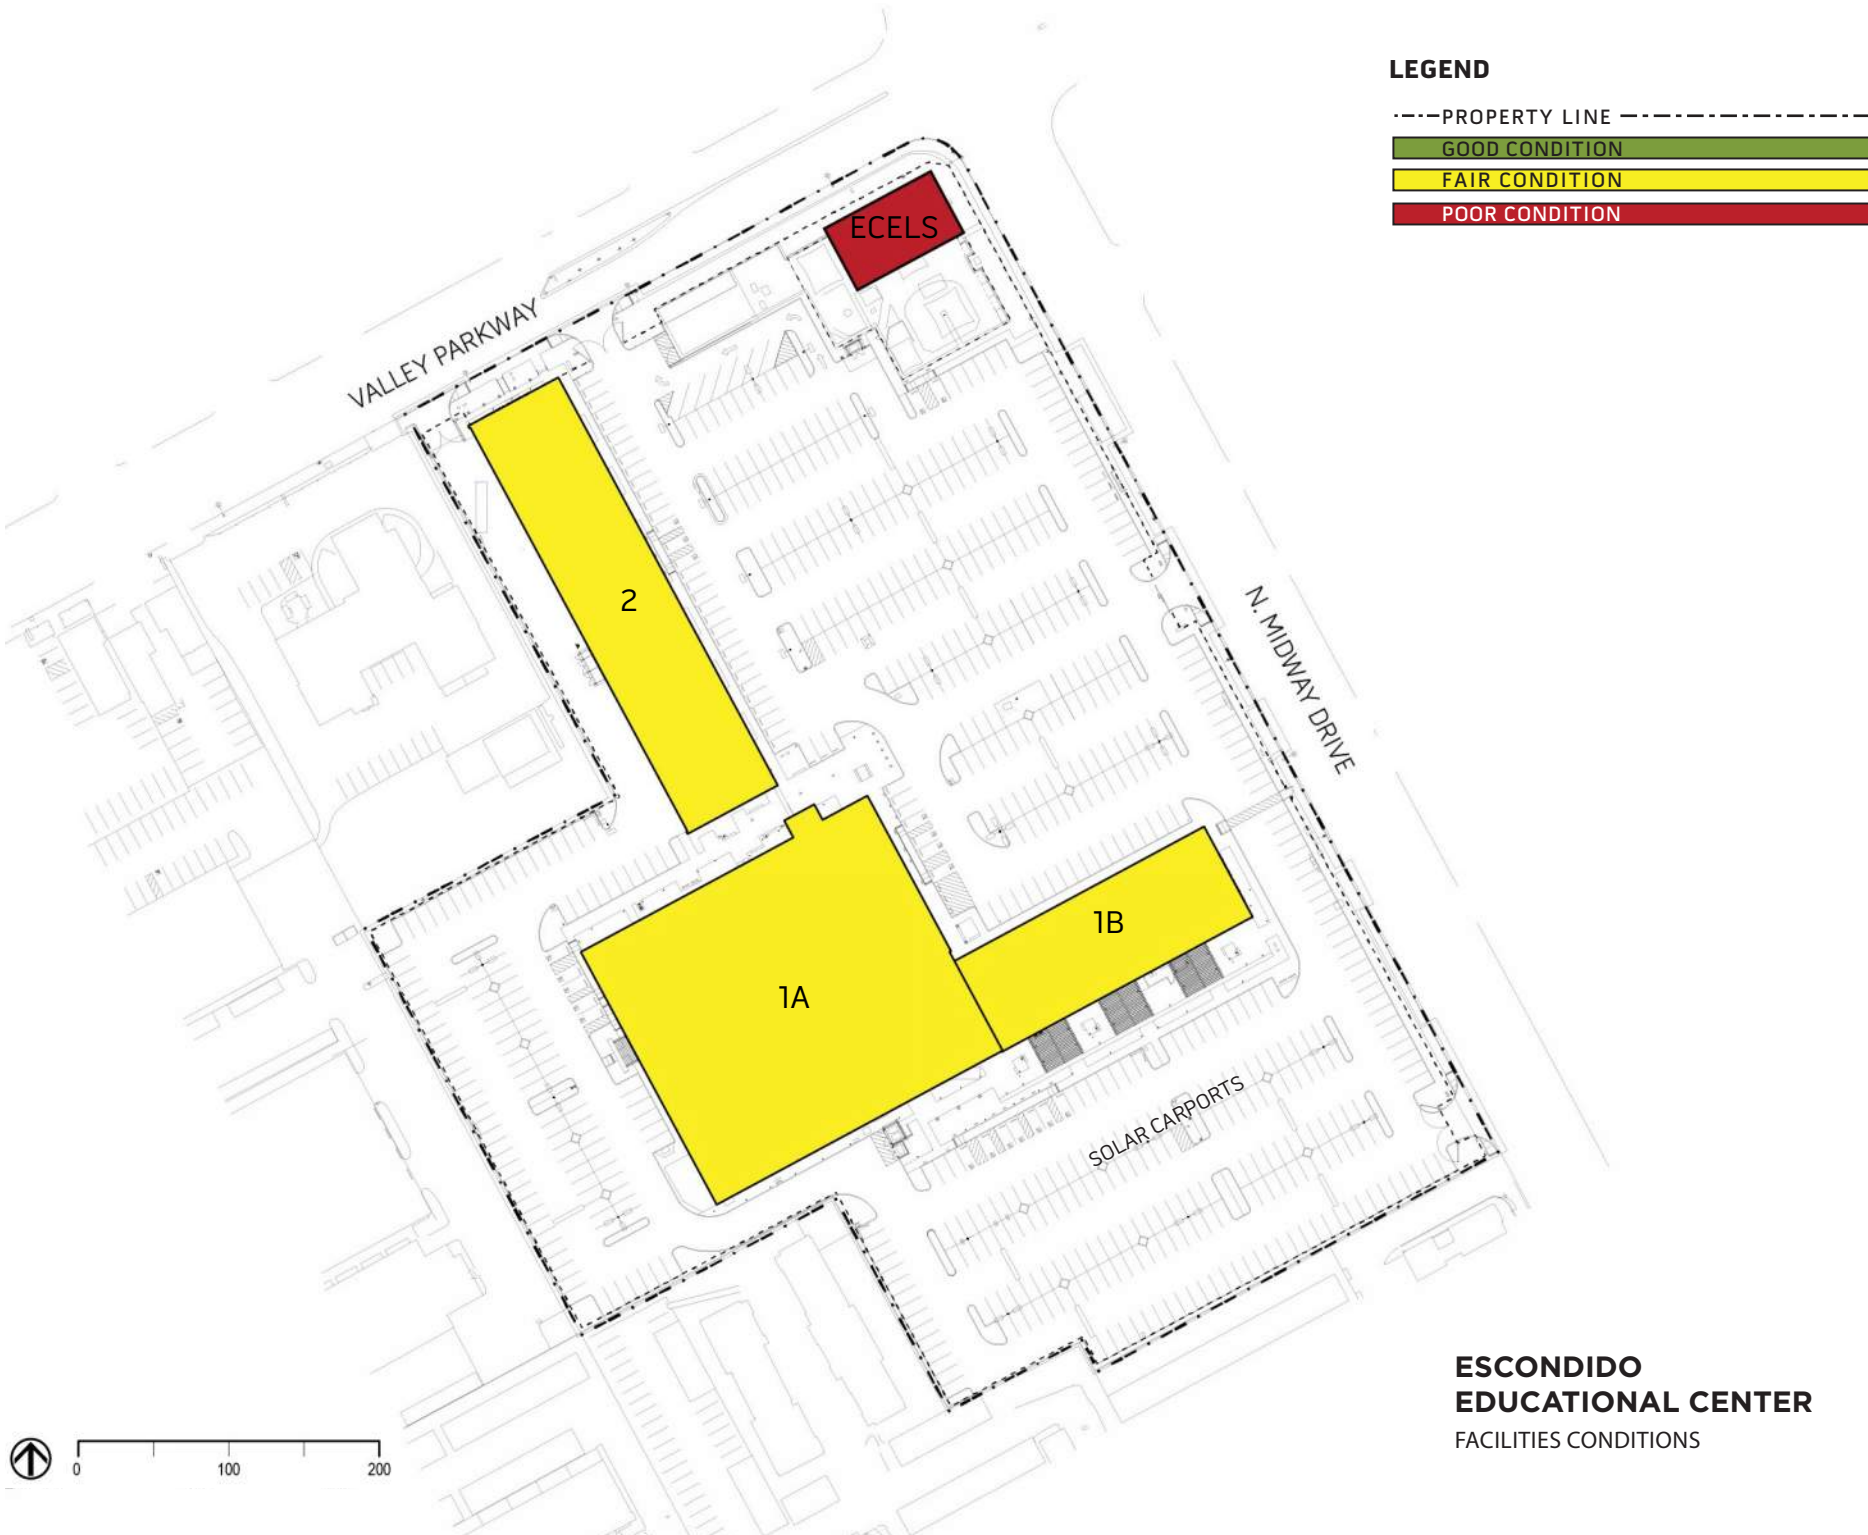 LEGEND
PROPERTY LINE
GOOD CONDITION
FAIR CONDITION
POOR CONDITION
ECELS
VALLEY PARKWAY
2
N. MIDWAY DRIVE
1B
1A
SOLAR CARPORTS
ESCONDIDO
EDUCATIONAL CENTER
FACILITIES CONDITIONS
0 100 200